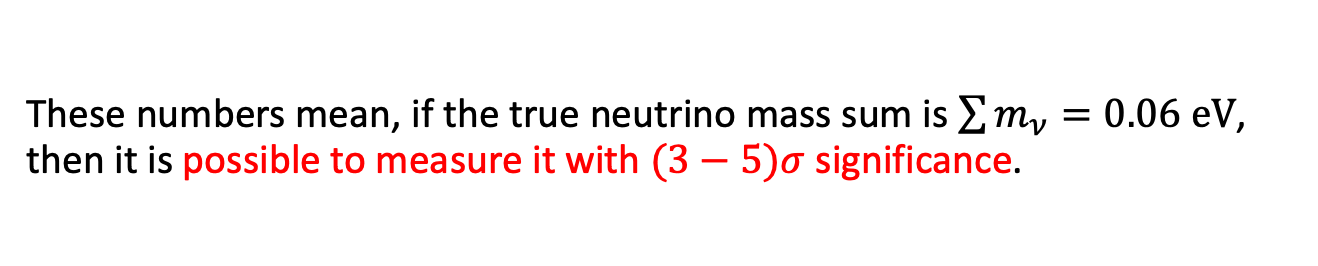 These numbers mean, if the true neutrino mass sum is ∑ mν = 0.06 eV,
then it is possible to measure it with (3 − 5)σ significance.